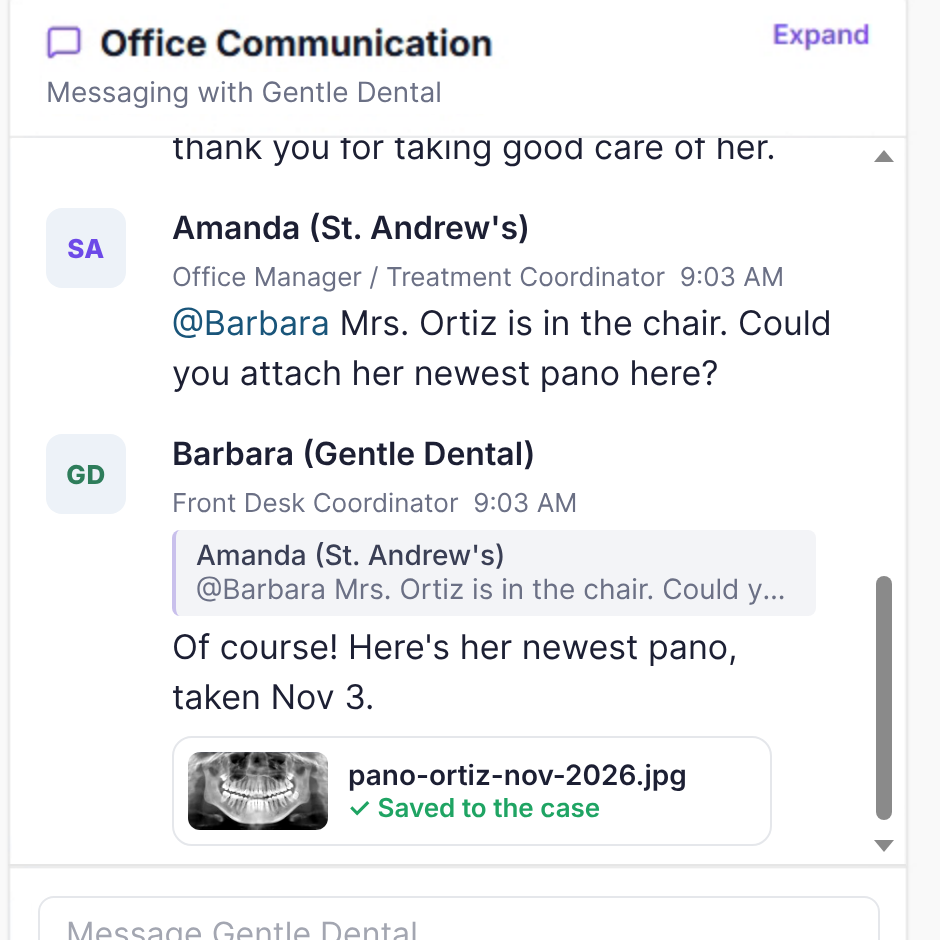 Office Communication
Expand
Messaging with Gentle Dental
thank you for taking good care of her.
SA
Amanda (St. Andrew's)
Office Manager / Treatment Coordinator 9:03 AM
@Barbara Mrs. Ortiz is in the chair. Could
you attach her newest pano here?
GD
Barbara (Gentle Dental)
Front Desk Coordinator 9:03 AM
Amanda (St. Andrew's)
@Barbara Mrs. Ortiz is in the chair. Could y...
Of course! Here's her newest pano,
taken Nov 3.
pano-ortiz-nov-2026.jpg
✓ Saved to the case
Message Gentle Dental